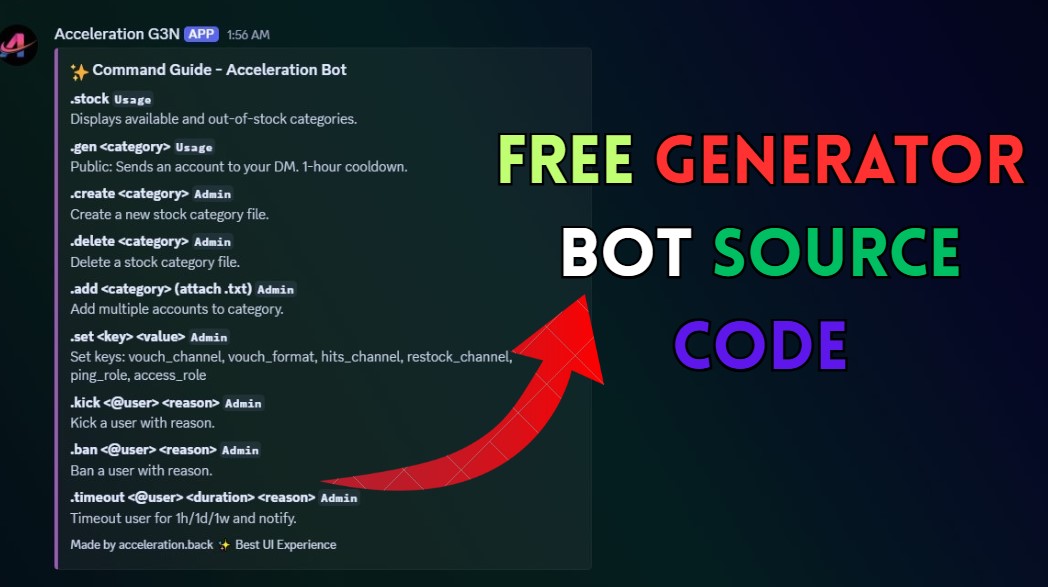 Acceleration G3N APP 1:56 AM
✨ Command Guide - Acceleration Bot
.stock Usage
Displays available and out-of-stock categories.
.gen <category> Usage
Public: Sends an account to your DM. 1-hour cooldown.
.create <category> Admin
Create a new stock category file.
.delete <category> Admin
Delete a stock category file.
.add <category> (attach .txt) Admin
Add multiple accounts to category.
.set <key> <value> Admin
Set keys: vouch_channel, vouch_format, hits_channel, restock_channel,
ping_role, access_role
.kick <@user> <reason> Admin
Kick a user with reason.
.ban <@user> <reason> Admin
Ban a user with reason.
.timeout <@user> <duration> <reason> Admin
Timeout user for 1h/1d/1w and notify.
Made by acceleration.back ✨ Best UI Experience
FREE GENERATOR
BOT SOURCE
CODE